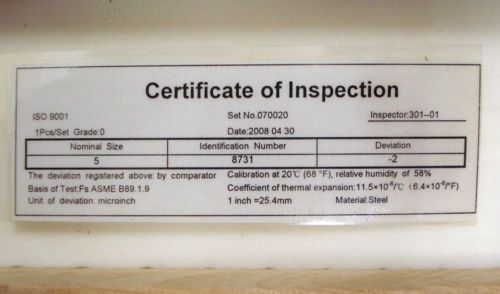 Certificate of Inspection
ISO 9001 Set No.070020 Inspector:301--01
1Pcs/Set Grade:0 Date:2008 04 30
Nominal Size Identification Number Deviation
5 8731 -2
The deviation registered above: by comparator Calibration at 20℃ (68 °F), relative humidity of 58%
Basis of Test:Fs ASME B89.1.9 Coefficient of thermal expansion:11.5×10⁻⁶/℃ (6.4×10⁻⁶/°F)
Unit of deviation: microinch 1 inch =25.4mm Material:Steel